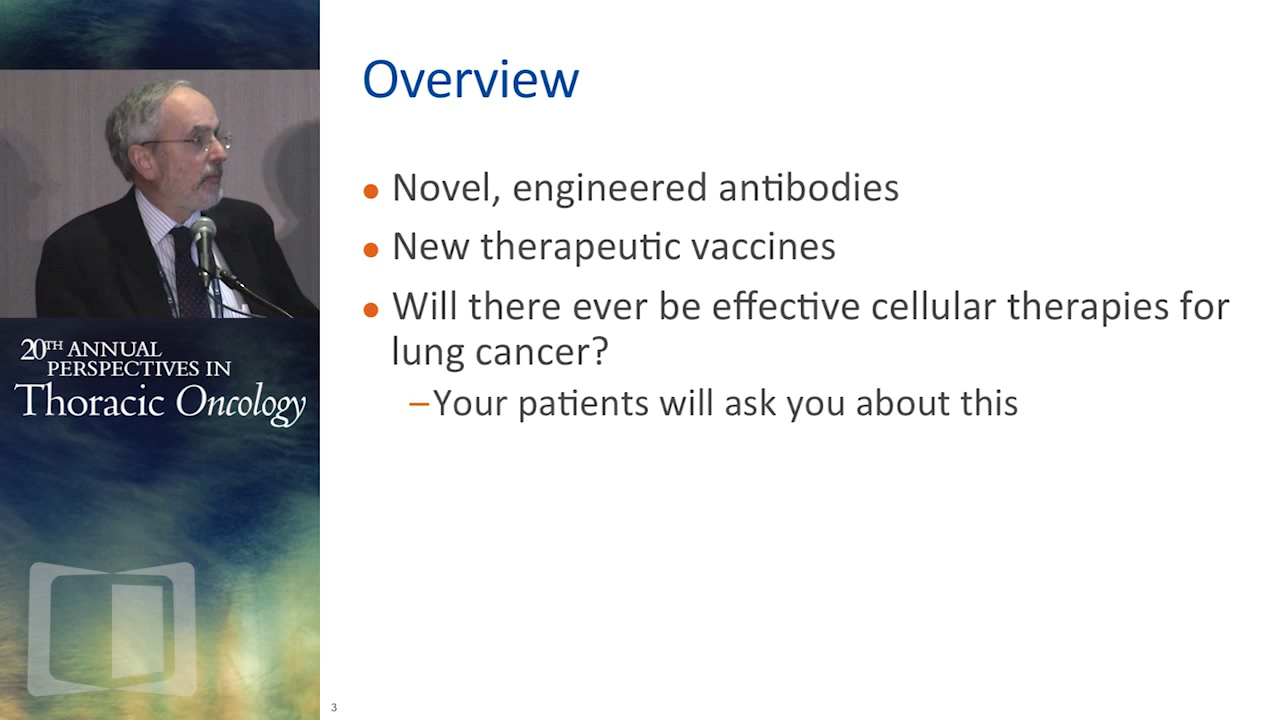 Overview
• Novel, engineered antibodies
• New therapeutic vaccines
• Will there ever be effective cellular therapies for
lung cancer?
–Your patients will ask you about this
20TH ANNUAL
PERSPECTIVES IN
Thoracic Oncology
3